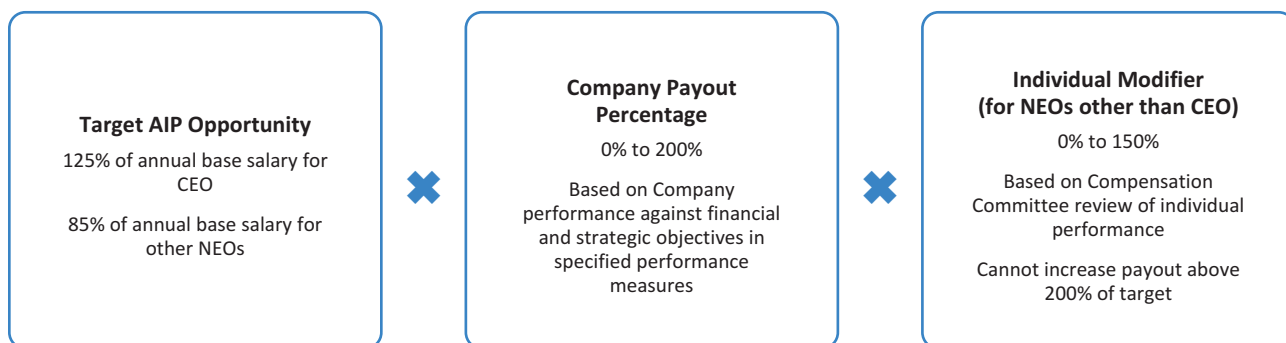 Target AIP Opportunity
125% of annual base salary for
CEO
85% of annual base salary for
other NEOs
Company Payout
Percentage
0% to 200%
Based on Company
performance against financial
and strategic objectives in
specified performance
measures
Individual Modifier
(for NEOs other than CEO)
0% to 150%
Based on Compensation
Committee review of individual
performance
Cannot increase payout above
200% of target